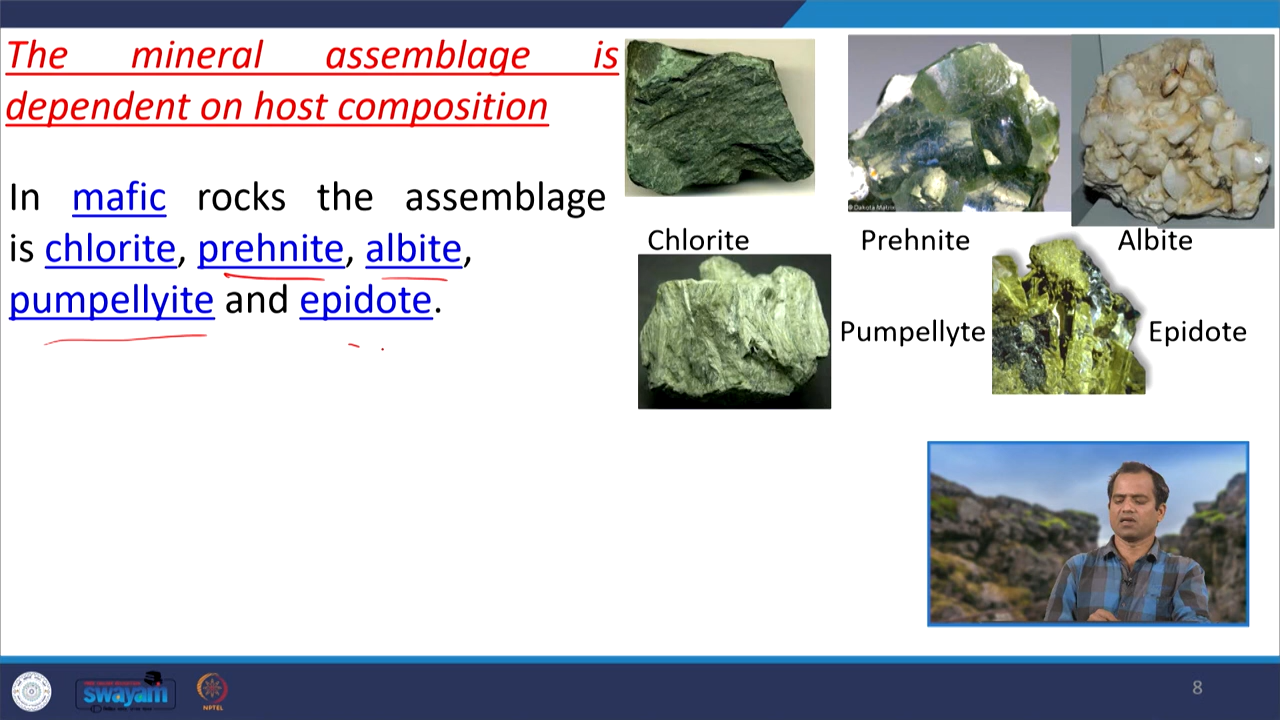 The mineral assemblage is
dependent on host composition
In mafic rocks the assemblage
is chlorite, prehnite, albite,
pumpellyite and epidote.
Chlorite
Prehnite
Albite
Pumpellyte
Epidote
swayam
NPTEL
8